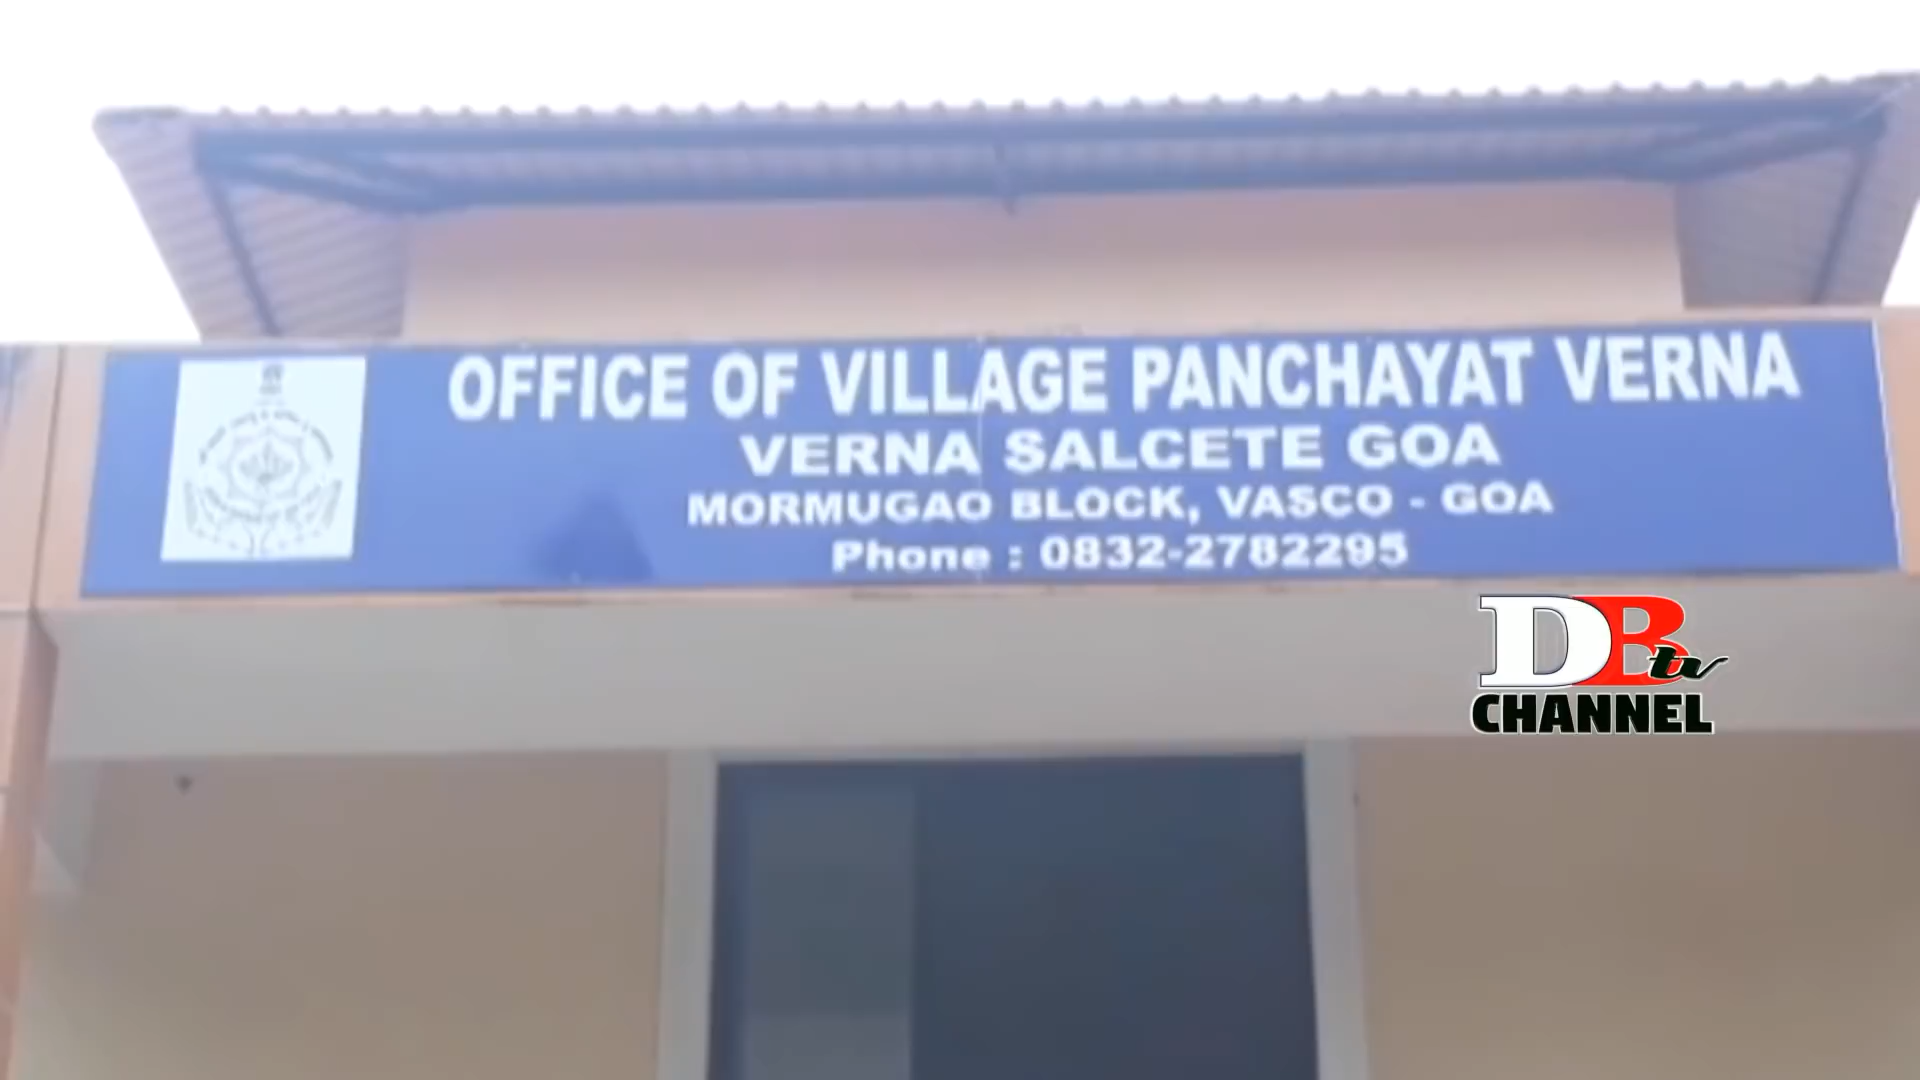 OFFICE OF VILLAGE PANCHAYAT VERNA
VERNA SALCETE GOA
MORMUGAO BLOCK, VASCO - GOA
Phone : 0832-2782295
DB tv
CHANNEL